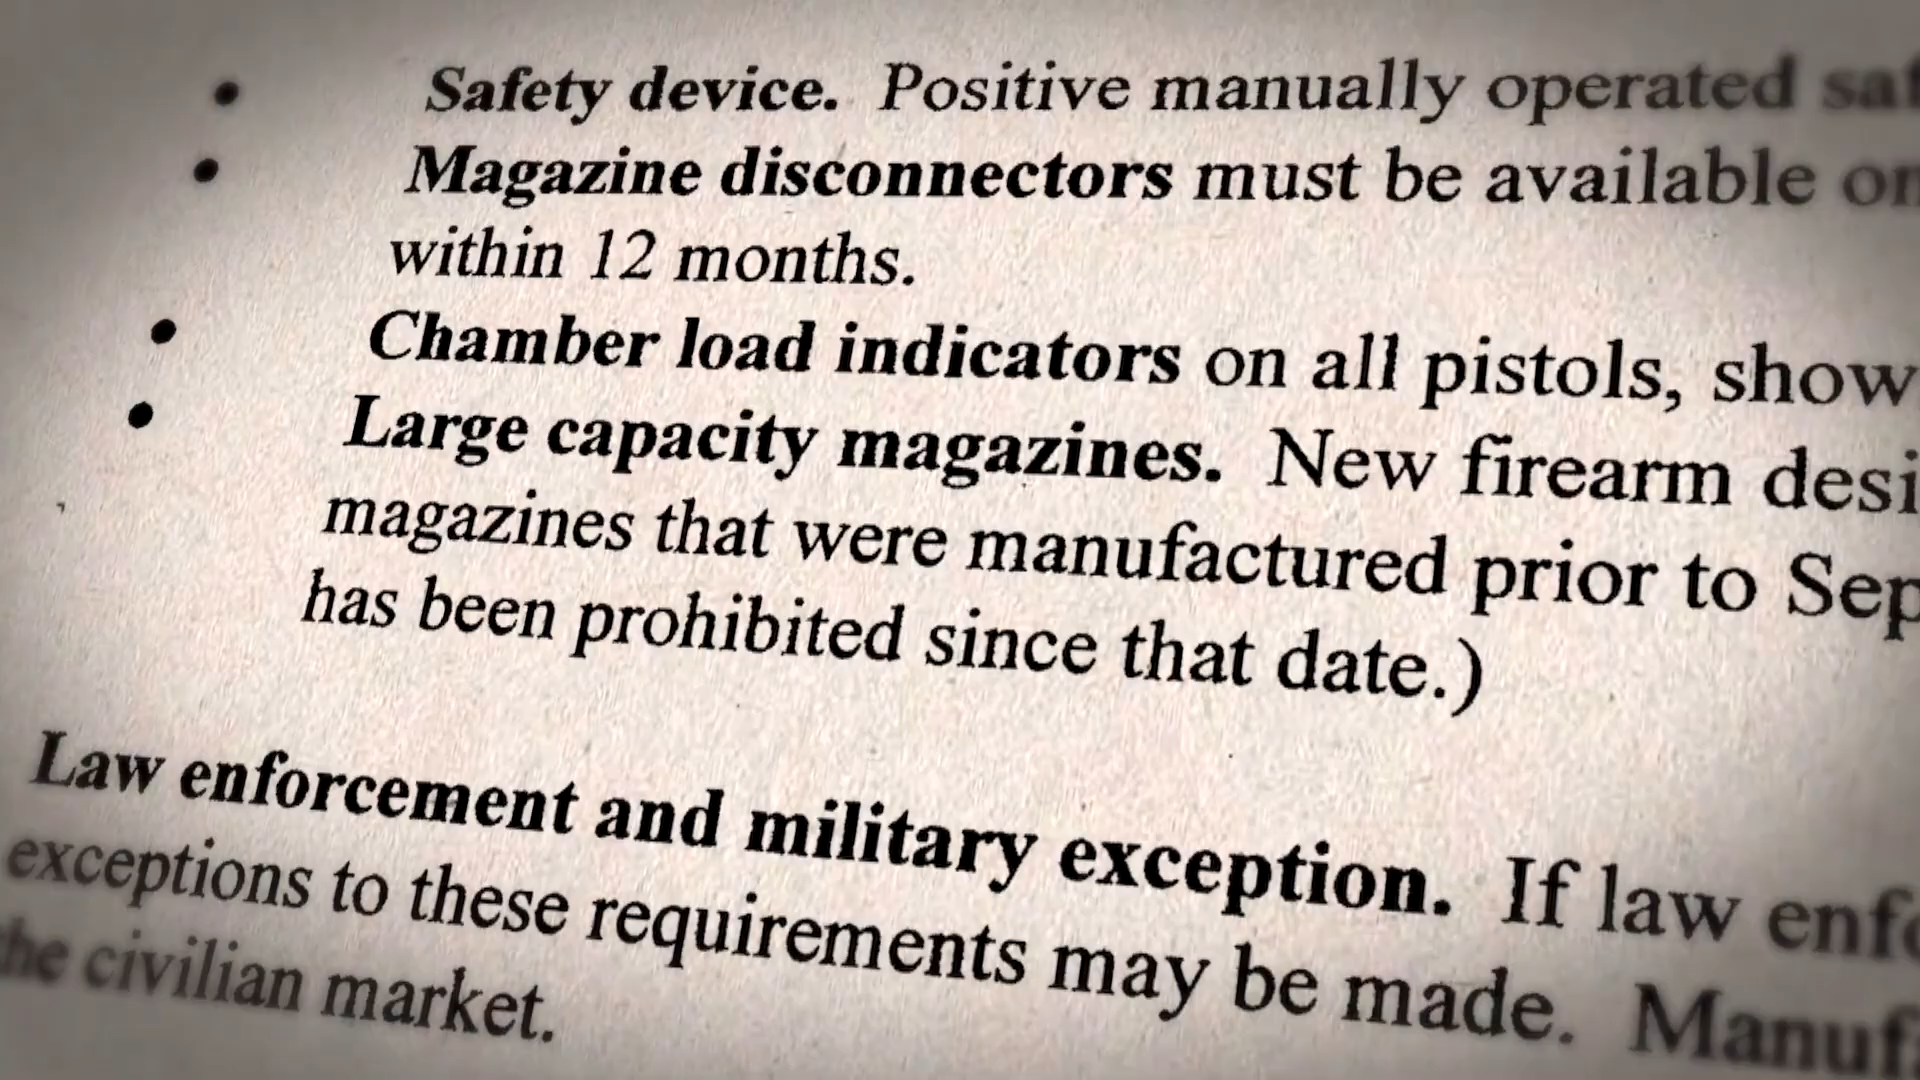 • Safety device. Positive manually operated
• Magazine disconnectors must be available
within 12 months.
• Chamber load indicators on all pistols, show
• Large capacity magazines. New firearm
magazines that were manufactured prior to
has been prohibited since that date.)
Law enforcement and military exception. If law
exceptions to these requirements may be made.
the civilian market.